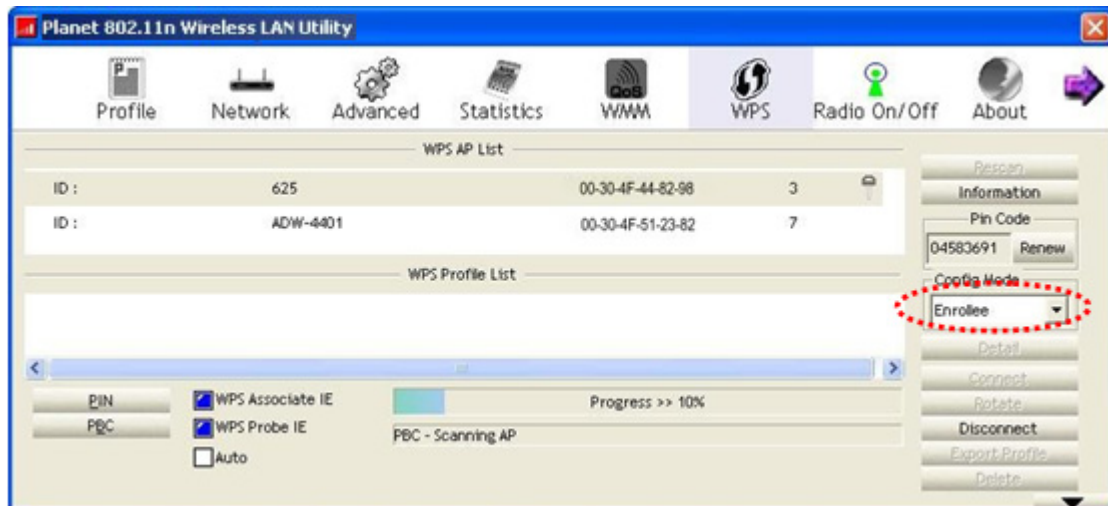 Planet 802.11n Wireless LAN Utility
Profile Network Advanced Statistics QoS WMM WPS Radio On/Off About
WPS AP List
ID : 625 00-30-4F-44-82-98 3
ID : ADW-4401 00-30-4F-51-23-82 7
WPS Profile List
Rescan
Information
Pin Code
04583691 Renew
Config Mode
Enrollee
Detail
Connect
Rotate
Disconnect
Export Profile
Delete
PIN
PBC
WPS Associate IE
WPS Probe IE
Auto
Progress >> 10%
PBC - Scanning AP